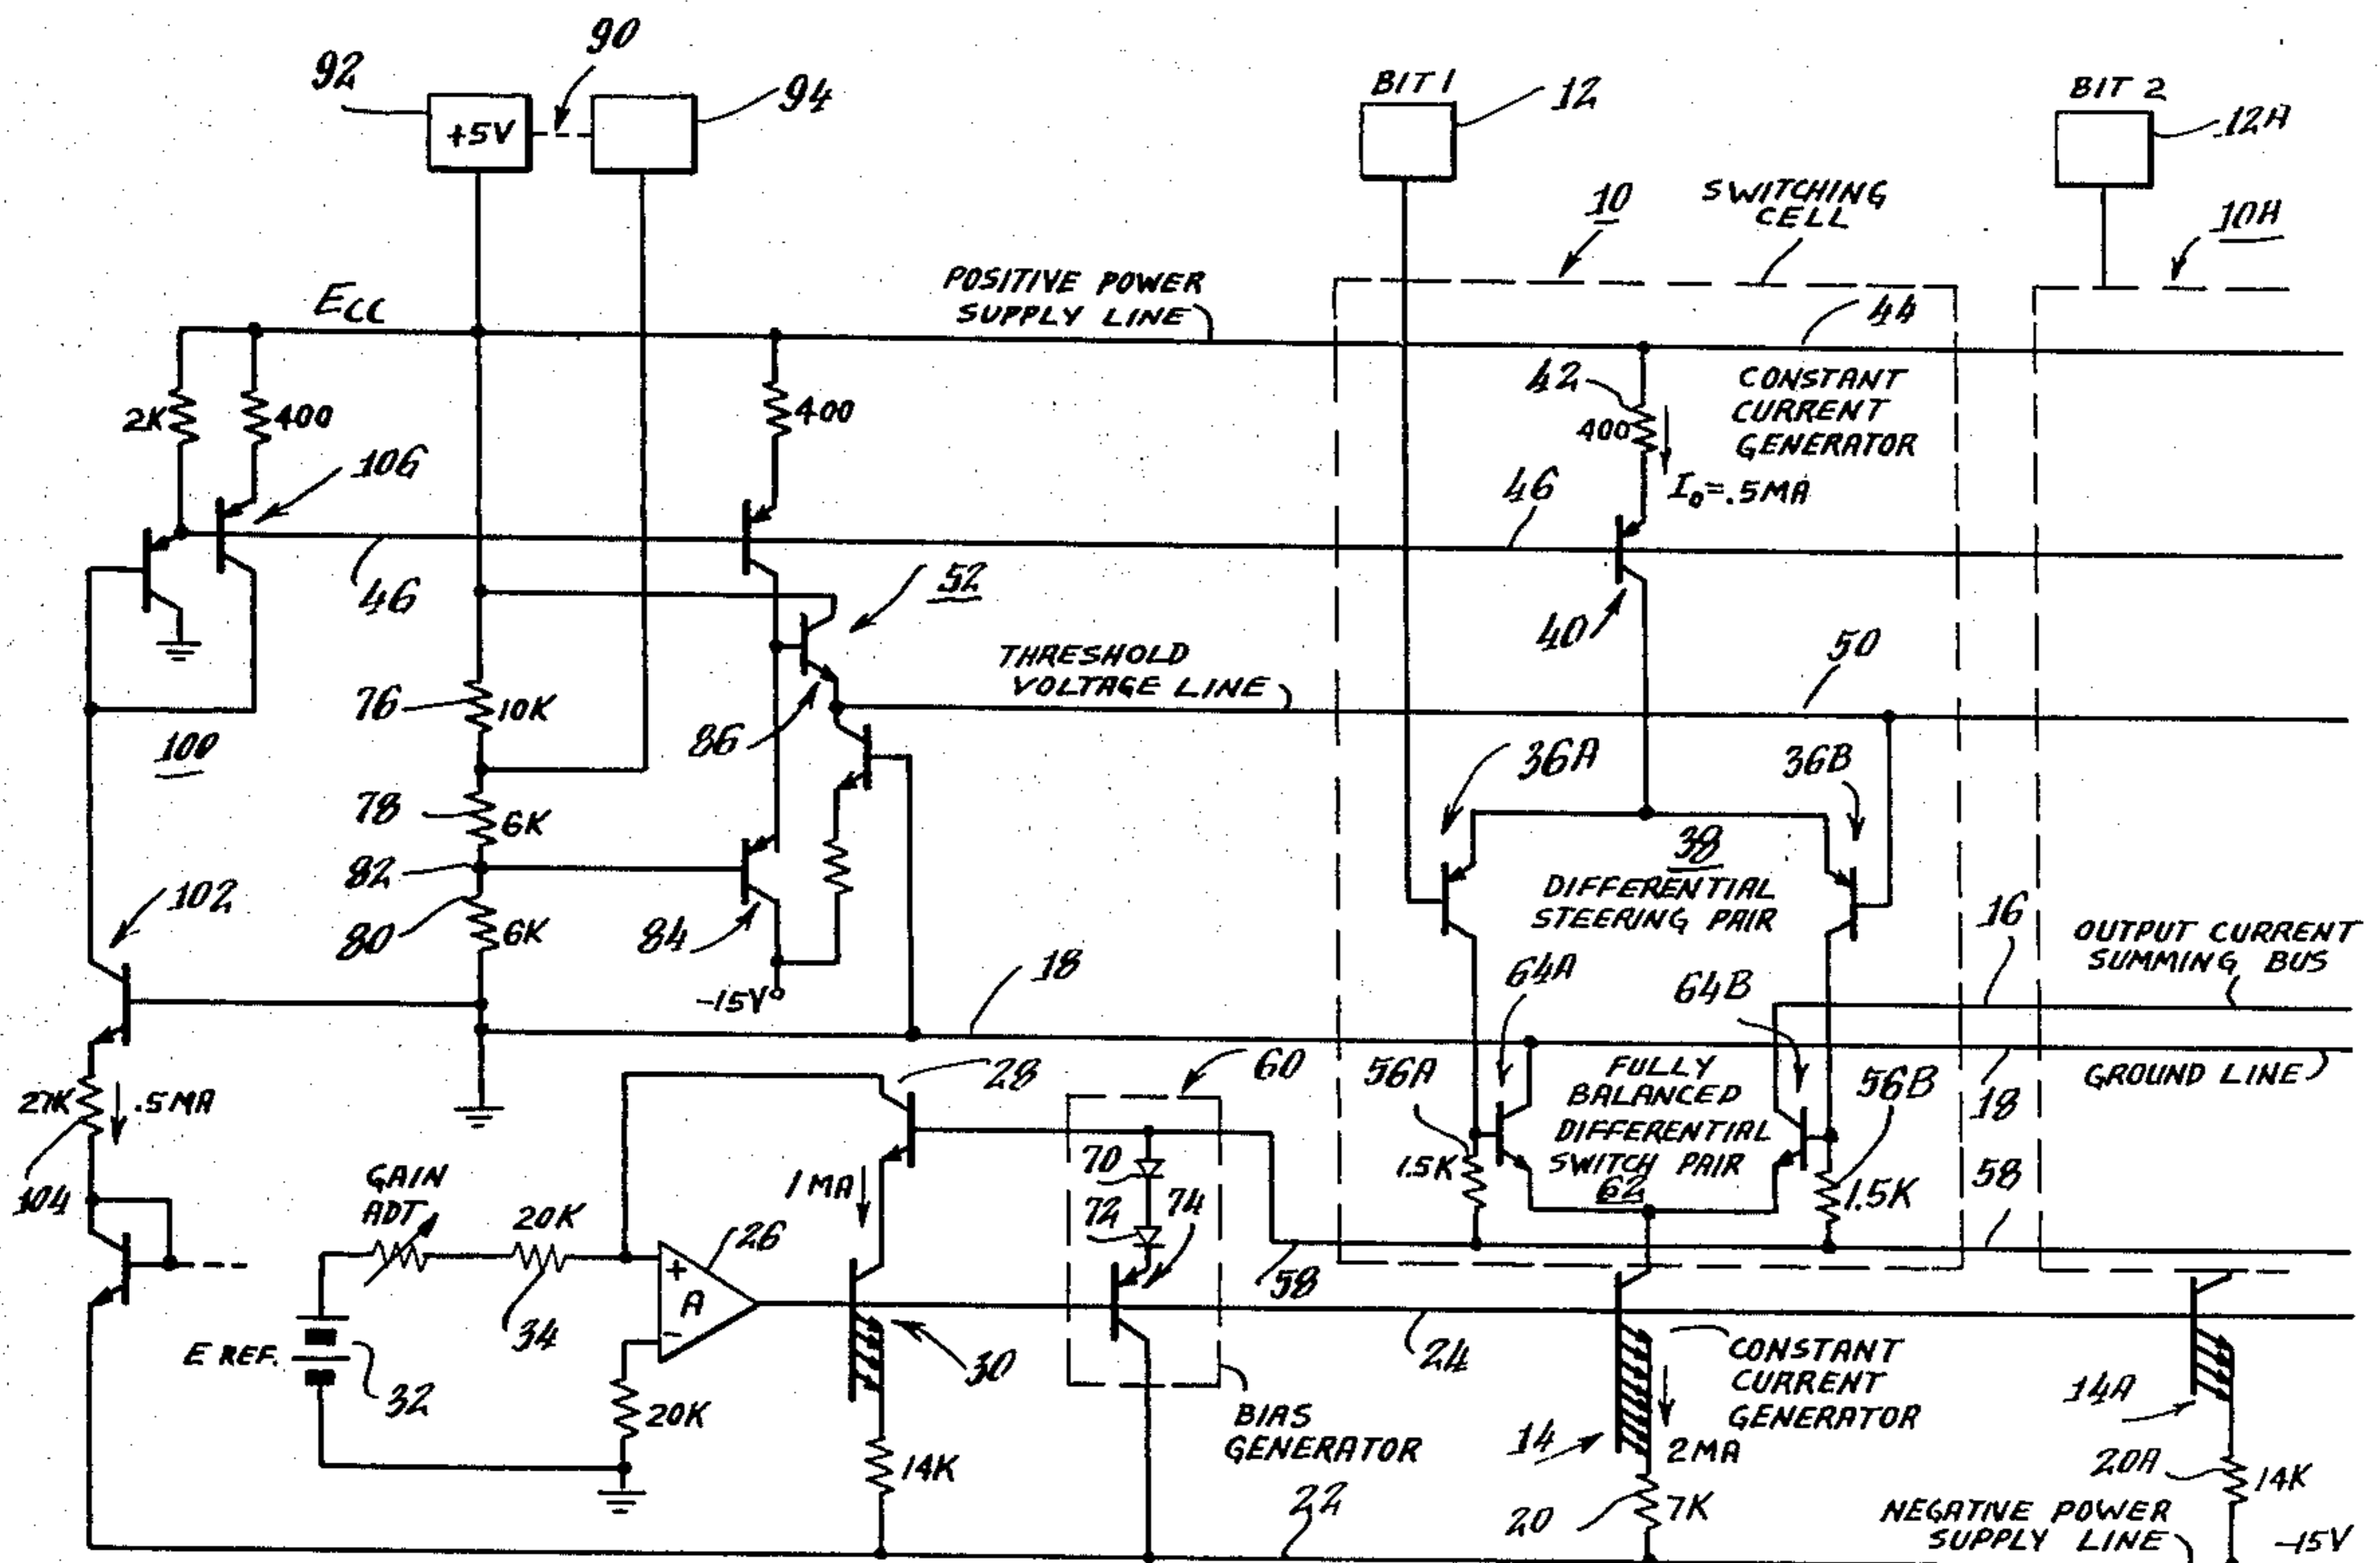 90
92
94
+5V
BIT 1
12
BIT 2
12A
10
SWITCHING
CELL
10A
ECC
POSITIVE POWER
SUPPLY LINE
44
42
CONSTANT
CURRENT
GENERATOR
2K
400
400
400
106
I0=.5MA
46
46
52
40
THRESHOLD
VOLTAGE LINE
50
76
10K
86
100
36A
36B
78
6K
82
38
DIFFERENTIAL
STEERING PAIR
102
80
6K
84
16
OUTPUT CURRENT
SUMMING BUS
-15V
18
64A
64B
60
28
56A
FULLY
BALANCED
DIFFERENTIAL
SWITCH PAIR
62
56B
18
GROUND LINE
27K
.5MA
104
GAIN
ADT
20K
1 MA
70
72
74
1.5K
1.5K
58
58
26
+
A
-
34
E REF.
32
20K
30
24
14K
BIAS
GENERATOR
CONSTANT
CURRENT
GENERATOR
14
2MA
14A
20
7K
20A
14K
22
NEGATIVE POWER
SUPPLY LINE
-15V